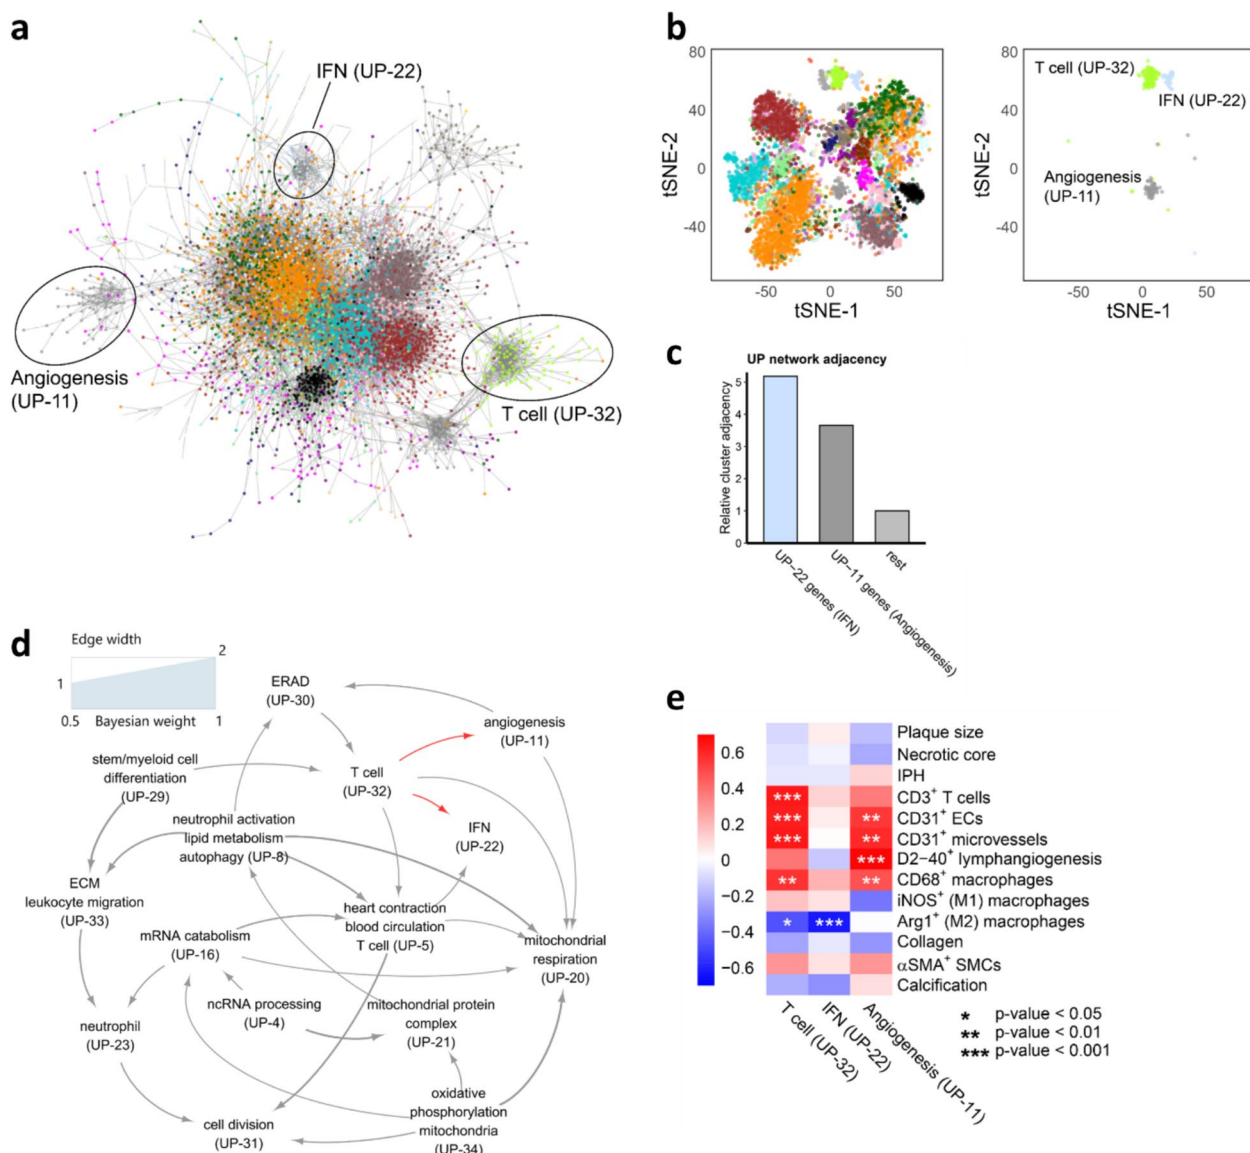 a
IFN (UP-22)
Angiogenesis
(UP-11)
T cell (UP-32)
b
80
40
0
-40
tSNE-2
-50
0
50
tSNE-1
80
40
0
-40
tSNE-2
T cell (UP-32)
IFN (UP-22)
Angiogenesis
(UP-11)
-50
0
50
tSNE-1
c
UP network adjacency
Relative cluster adjacency
5
4
3
2
1
0
UP-22 genes (IFN)
UP-11 genes (Angiogenesis)
rest
d
Edge width
2
1
0.5
Bayesian weight
1
ERAD
(UP-30)
angiogenesis
(UP-11)
stem/myeloid cell
differentiation
(UP-29)
T cell
(UP-32)
neutrophil activation
lipid metabolism
autophagy (UP-8)
IFN
(UP-22)
ECM
leukocyte migration
(UP-33)
heart contraction
blood circulation
T cell (UP-5)
mRNA catabolism
(UP-16)
mitochondrial
respiration
(UP-20)
ncRNA processing
(UP-4)
mitochondrial protein
complex
(UP-21)
neutrophil
(UP-23)
oxidative
phosphorylation
mitochondria
(UP-34)
cell division
(UP-31)
e
0.6
0.4
0.2
0
−0.2
−0.4
−0.6
Plaque size
Necrotic core
IPH
*** CD3⁺ T cells
*** ** CD31⁺ ECs
*** ** CD31⁺ microvessels
*** D2−40⁺ lymphangiogenesis
** ** CD68⁺ macrophages
iNOS⁺ (M1) macrophages
* *** Arg1⁺ (M2) macrophages
Collagen
αSMA⁺ SMCs
Calcification
T cell (UP-32)
IFN (UP-22)
Angiogenesis (UP-11)
* p-value < 0.05
** p-value < 0.01
*** p-value < 0.001